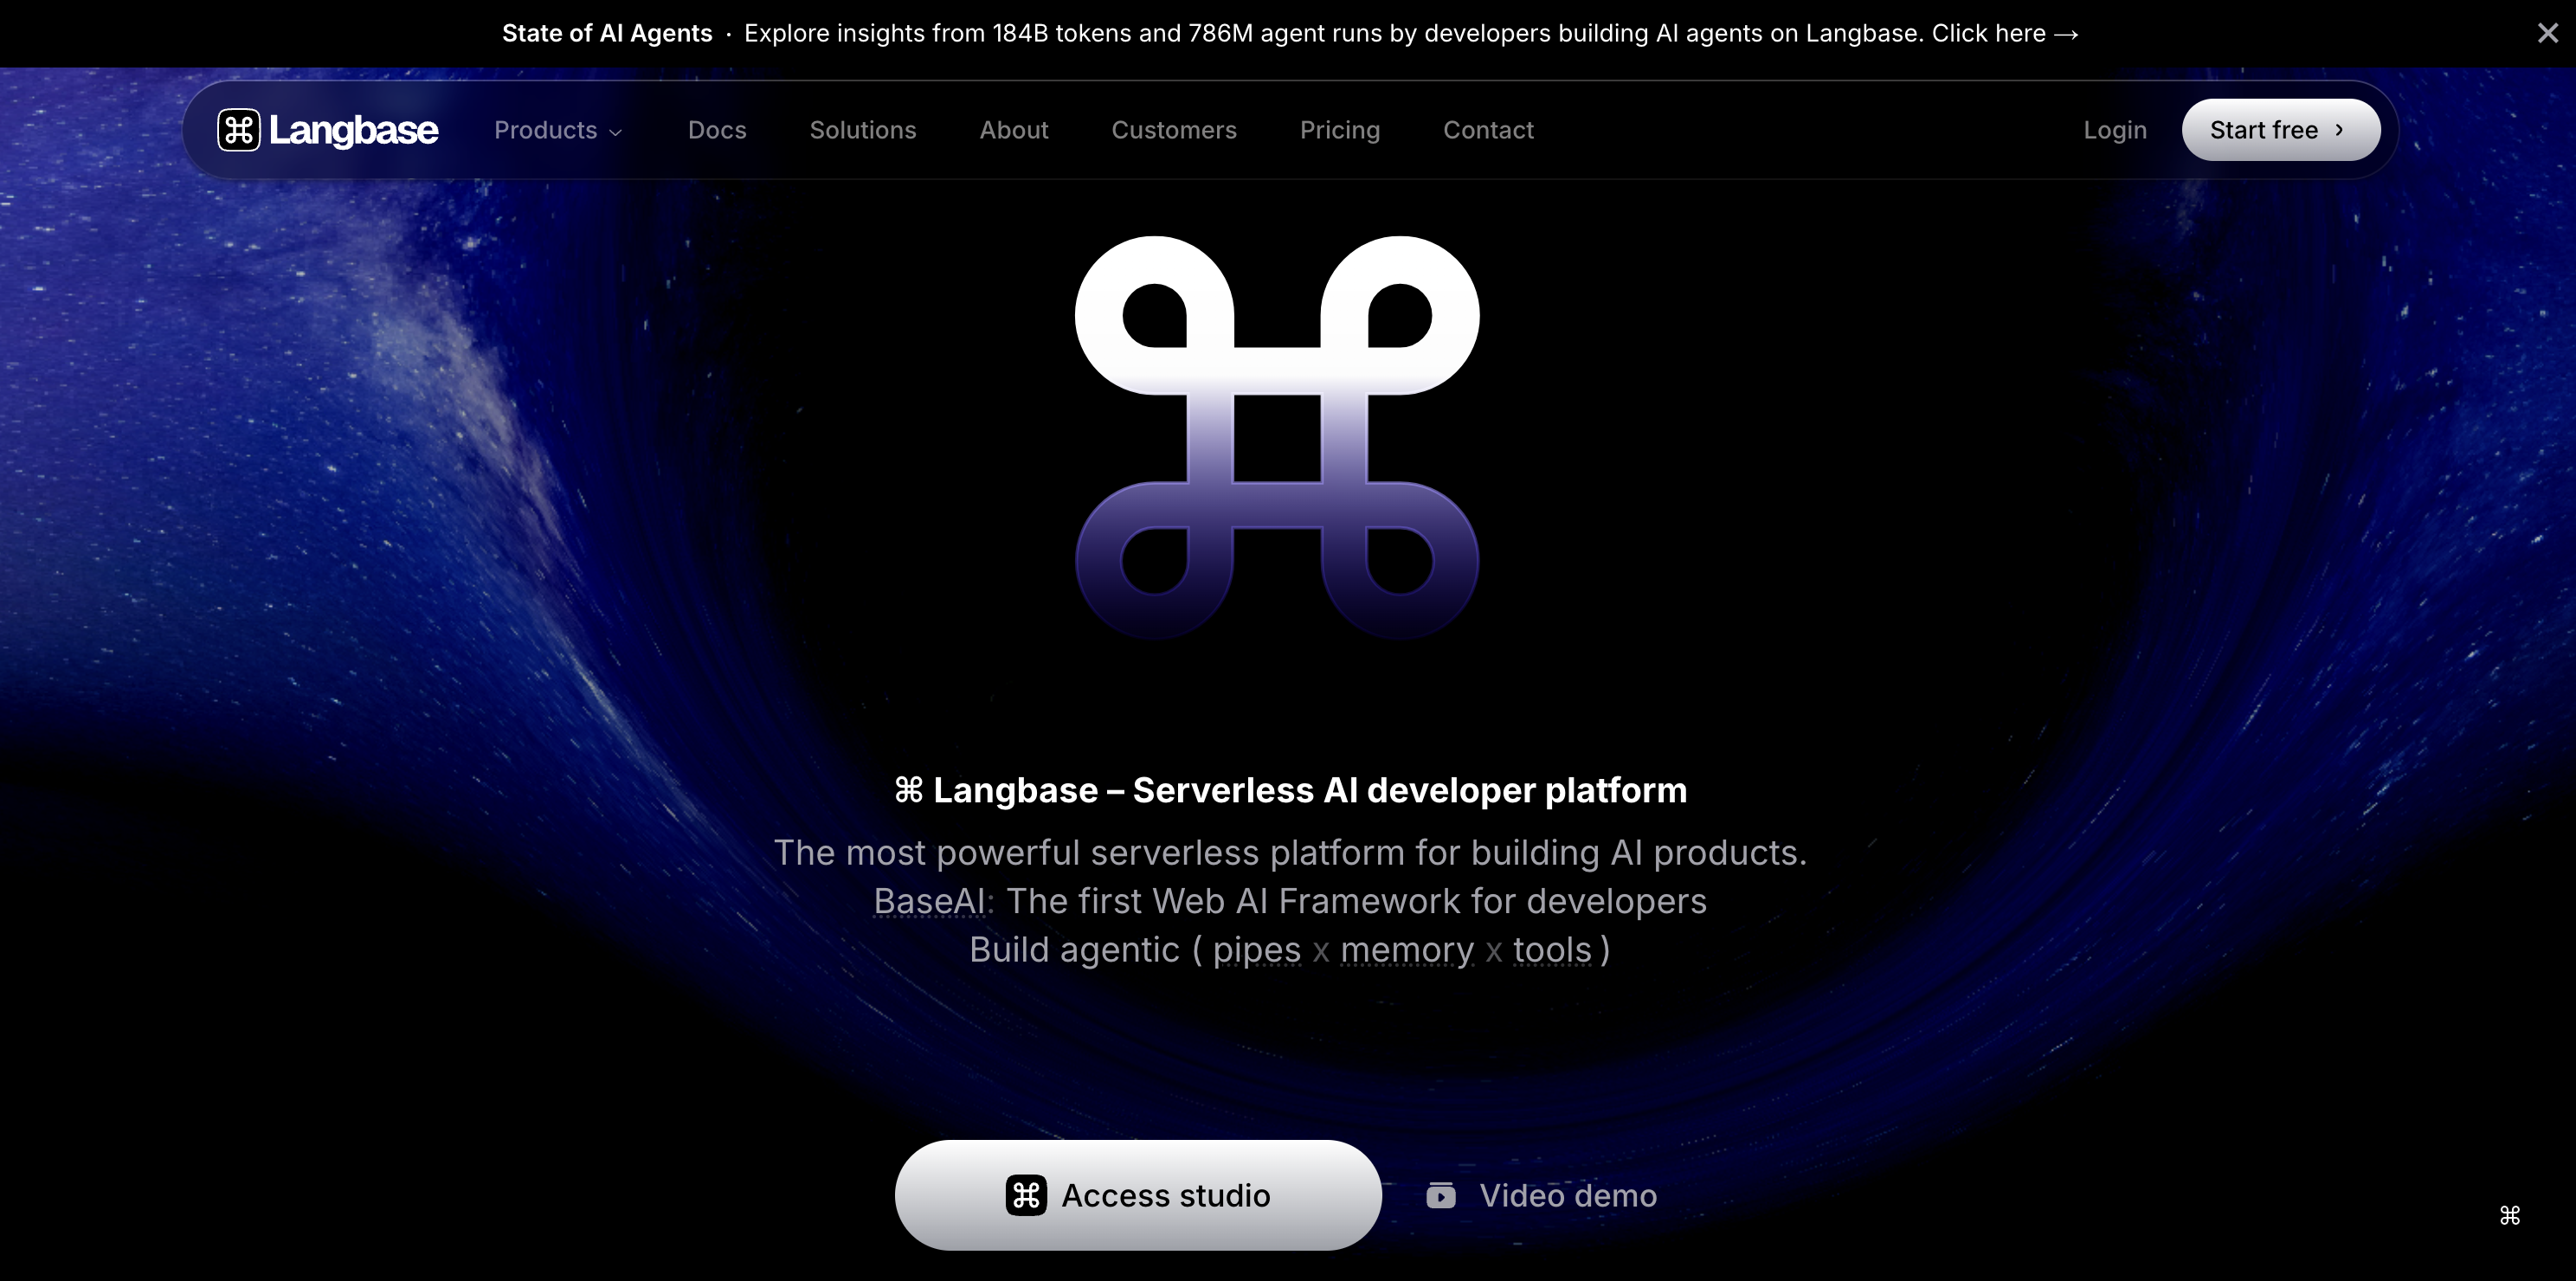 State of AI Agents · Explore insights from 184B tokens and 786M agent runs by developers building AI agents on Langbase. Click here →
⌘ Langbase Products Docs Solutions About Customers Pricing Contact Login Start free ›
⌘ Langbase – Serverless AI developer platform
The most powerful serverless platform for building AI products.
BaseAI: The first Web AI Framework for developers
Build agentic ( pipes x memory x tools )
⌘ Access studio Video demo
⌘